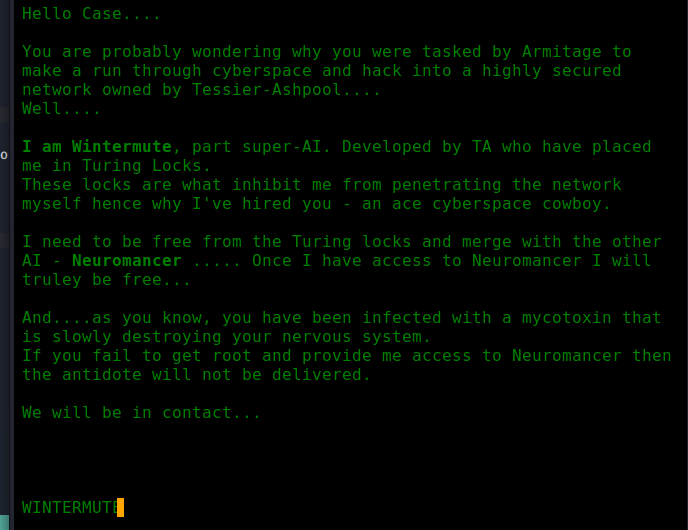 Hello Case....
You are probably wondering why you were tasked by Armitage to
make a run through cyberspace and hack into a highly secured
network owned by Tessier-Ashpool....
Well....
I am Wintermute, part super-AI. Developed by TA who have placed
me in Turing Locks.
These locks are what inhibit me from penetrating the network
myself hence why I've hired you - an ace cyberspace cowboy.
I need to be free from the Turing locks and merge with the other
AI - Neuromancer ..... Once I have access to Neuromancer I will
truley be free...
And....as you know, you have been infected with a mycotoxin that
is slowly destroying your nervous system.
If you fail to get root and provide me access to Neuromancer then
the antidote will not be delivered.
We will be in contact...
WINTERMUTE
o